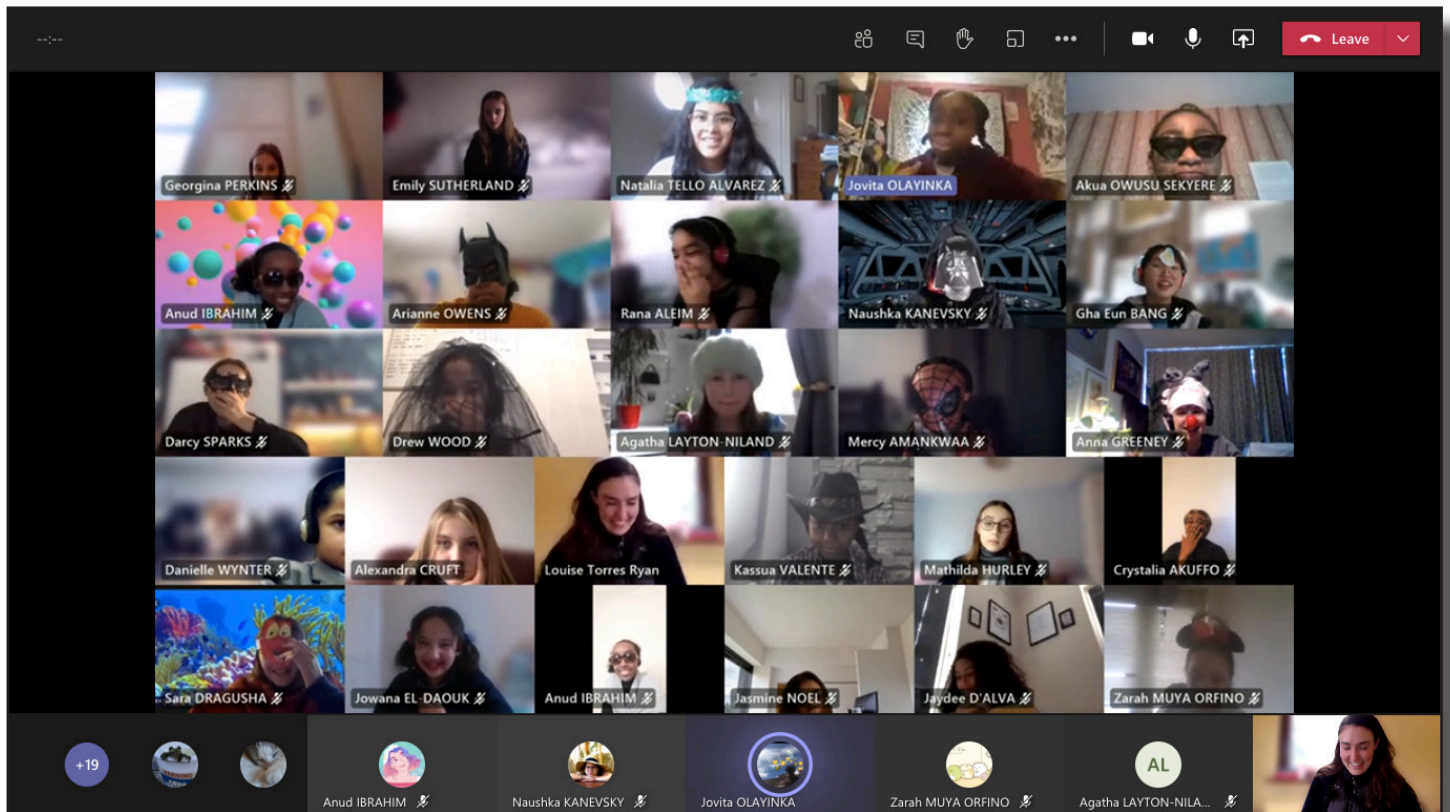 --:--
Leave
Georgina PERKINS
Emily SUTHERLAND
Natalia TELLO ALVAREZ
Jovita OLAYINKA
Akua OWUSU SEKYERE
Anud IBRAHIM
Arianne OWENS
Rana ALEIM
Naushka KANEVSKY
Gha Eun BANG
Darcy SPARKS
Drew WOOD
Agatha LAYTON-NILAND
Mercy AMANKWAA
Anna GREENEY
Danielle WYNTER
Alexandra CRUFT
Louise Torres Ryan
Kassua VALENTE
Mathilda HURLEY
Crystalia AKUFFO
Sara DRAGUSHA
Jowana EL-DAOUK
Anud IBRAHIM
Jasmine NOEL
Jaydee D'ALVA
Zarah MUYA ORFINO
+19
AL
Anud IBRAHIM
Naushka KANEVSKY
Jovita OLAYINKA
Zarah MUYA ORFINO
Agatha LAYTON-NILA...